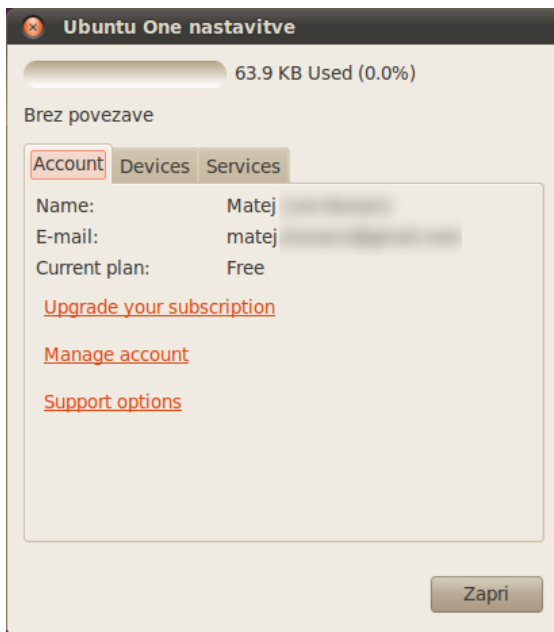 Ubuntu One nastavitve
63.9 KB Used (0.0%)
Brez povezave
Account Devices Services
Name: Matej
E-mail: matej
Current plan: Free
Upgrade your subscription
Manage account
Support options
Zapri